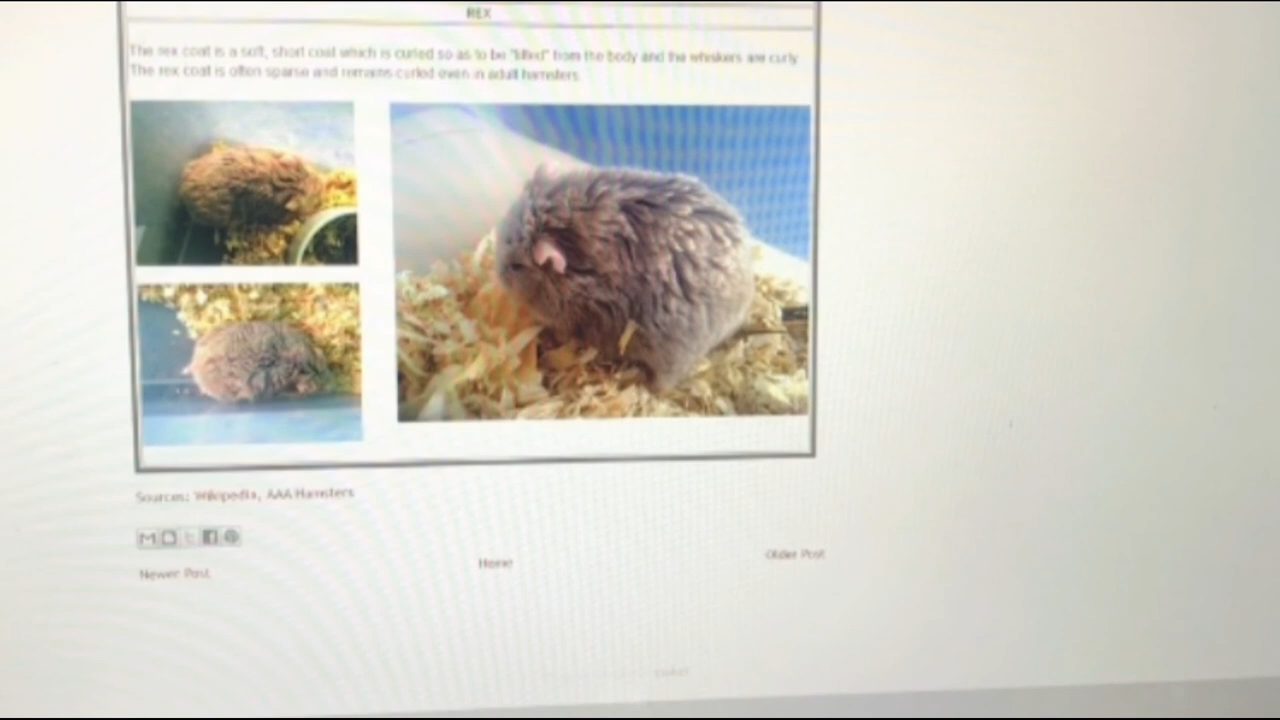 REX
The rex coat is a soft, short coat which is curled so as to be "lifted" from the body and the whiskers are curly.
The rex coat is often sparse and remains curled even in adult hamsters.
Sources: Wikipedia, AAA Hamsters
Newer Post
Home
Older Post